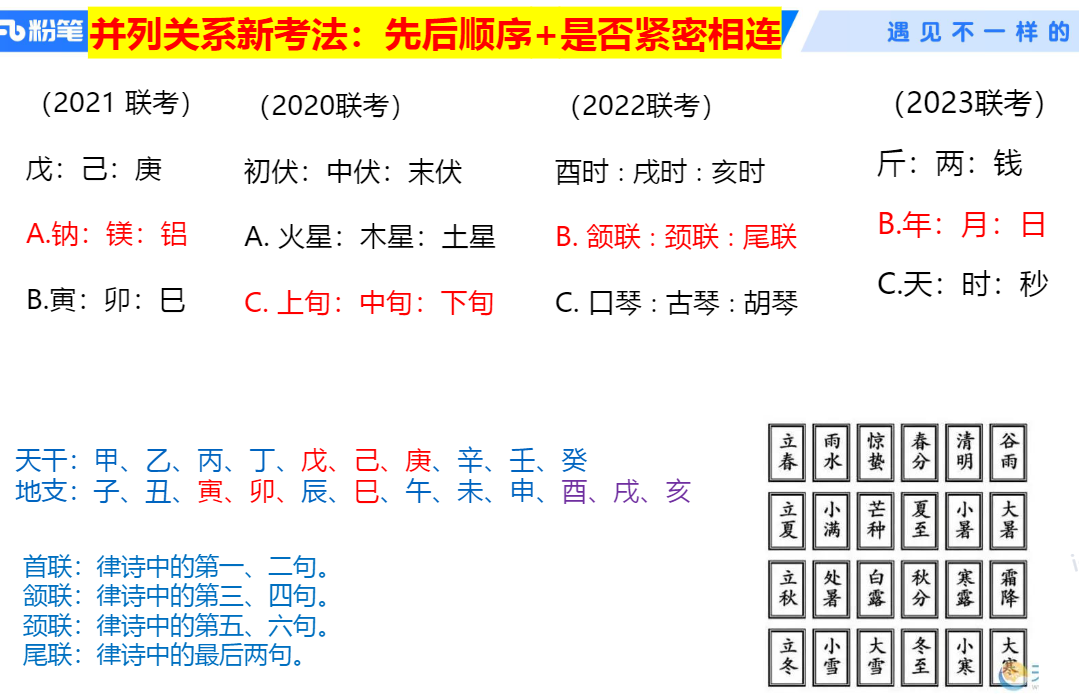 粉笔
并列关系新考法：先后顺序+是否紧密相连
遇见不一样的
（2021 联考）
戊：己：庚
A.钠：镁：铝
B.寅：卯：巳
（2020联考）
初伏：中伏：末伏
A. 火星：木星：土星
C. 上旬：中旬：下旬
（2022联考）
酉时 : 戌时 : 亥时
B. 颔联 : 颈联 : 尾联
C. 口琴 : 古琴 : 胡琴
（2023联考）
斤：两：钱
B.年：月：日
C.天：时：秒
天干：甲、乙、丙、丁、戊、己、庚、辛、壬、癸
地支：子、丑、寅、卯、辰、巳、午、未、申、酉、戌、亥
首联：律诗中的第一、二句。
颔联：律诗中的第三、四句。
颈联：律诗中的第五、六句。
尾联：律诗中的最后两句。
立春 雨水 惊蛰 春分 清明 谷雨
立夏 小满 芒种 夏至 小暑 大暑
立秋 处暑 白露 秋分 寒露 霜降
立冬 小雪 大雪 冬至 小寒 大寒